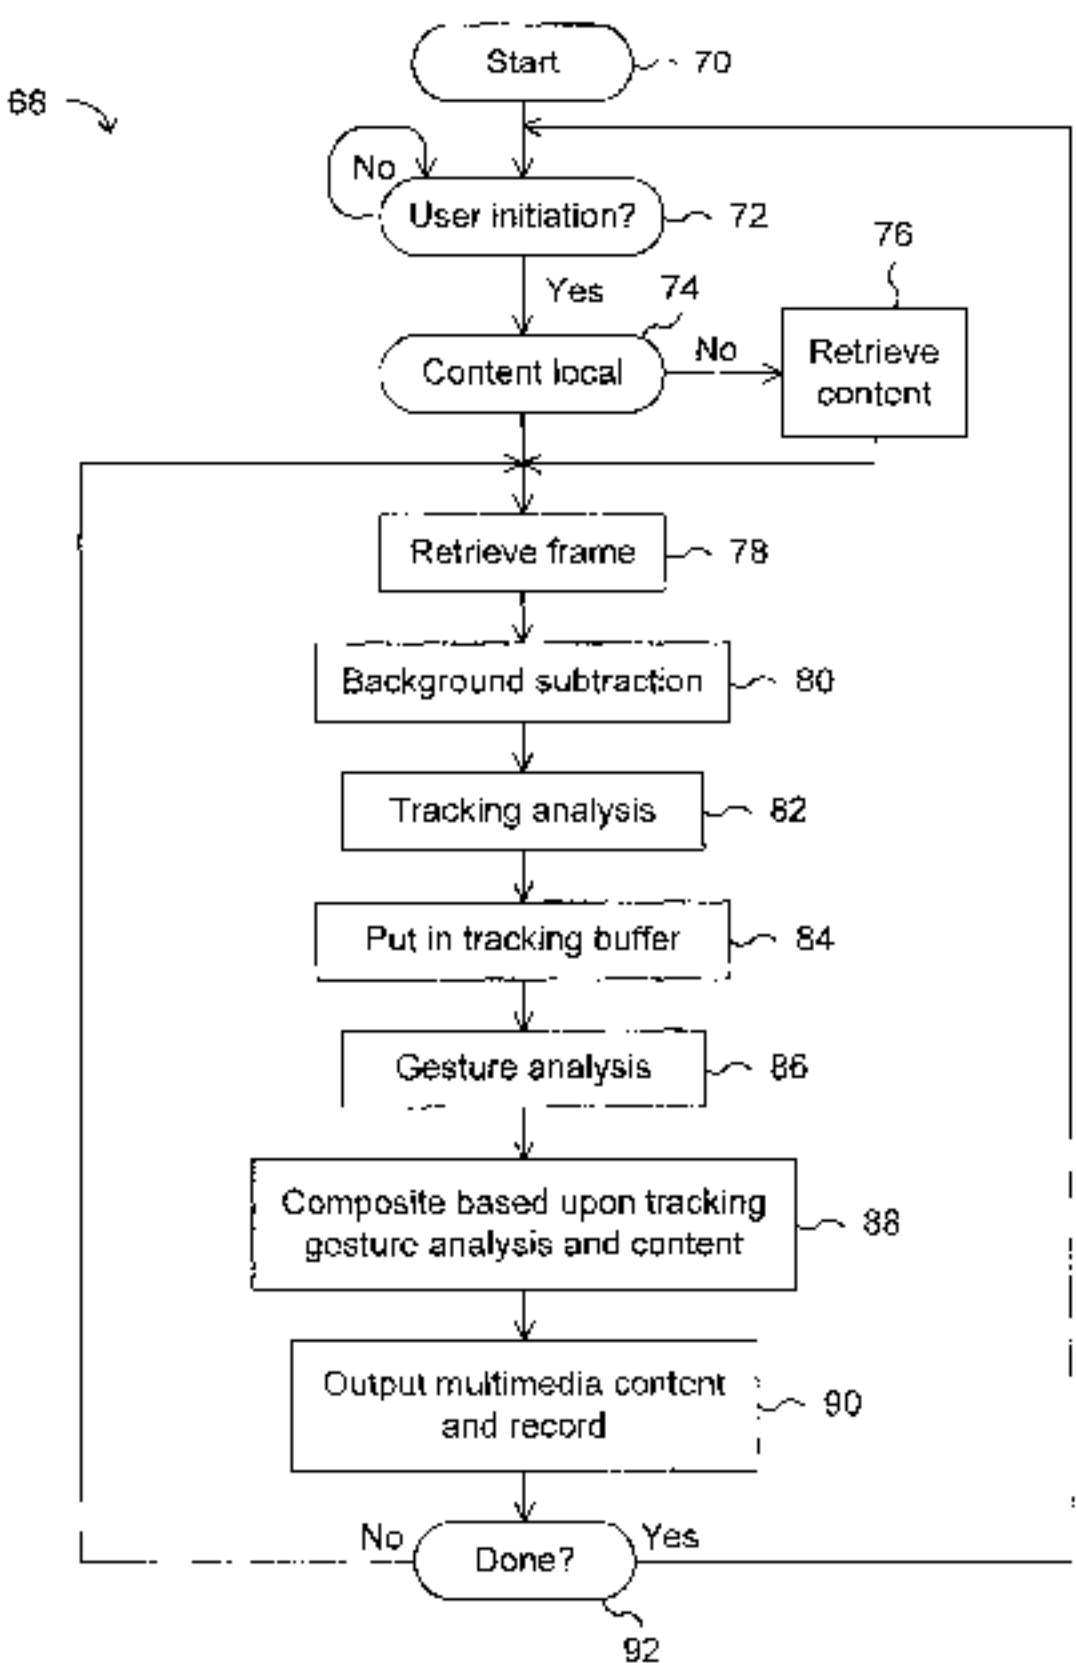 Start
70
68
No
User initiation?
72
76
Yes
74
Content local
No
Retrieve
content
Retrieve frame
78
Background subtraction
80
Tracking analysis
82
Put in tracking buffer
84
Gesture analysis
86
Composite based upon tracking
gesture analysis and content
88
Output multimedia content
and record
90
No
Done?
Yes
92